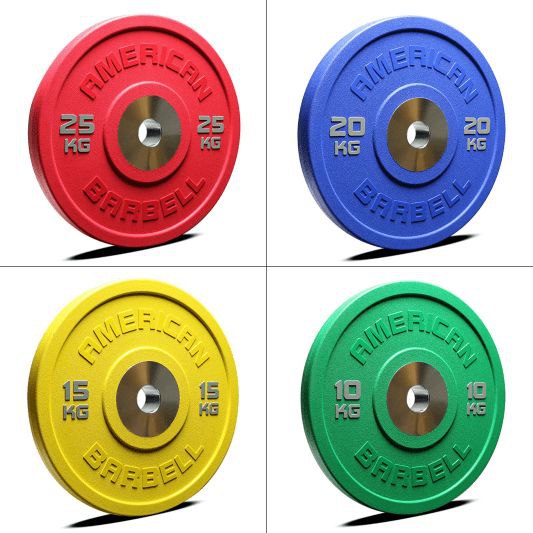 AMERICAN
25 KG 25 KG
BARBELL
AMERICAN
20 KG 20 KG
BARBELL
AMERICAN
15 KG 15 KG
BARBELL
AMERICAN
10 KG 10 KG
BARBELL